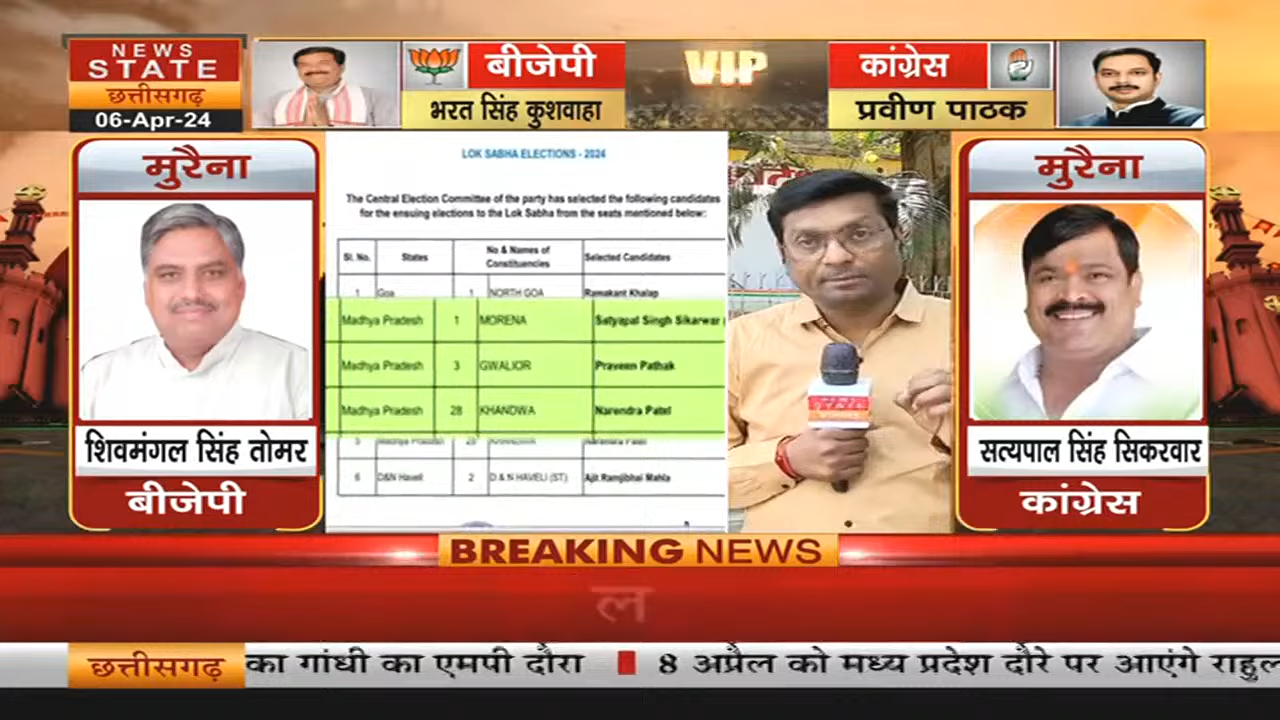 NEWS
STATE
छत्तीसगढ़
06-Apr-24
बीजेपी
भरत सिंह कुशवाहा
VIP
कांग्रेस
प्रवीण पाठक
मुरैना
शिवमंगल सिंह तोमर
बीजेपी
LOK SABHA ELECTIONS - 2024
The Central Election Committee of the party has selected the following candidates
for the ensuing elections to the Lok Sabha from the seats mentioned below:
Sl. No. States No & Names of Constituencies Selected Candidates
1 Goa 1 NORTH GOA Ramakant Khalap
Madhya Pradesh 1 MORENA Satyapal Singh Sikarwar
Madhya Pradesh 3 GWALIOR Praveen Pathak
Madhya Pradesh 28 KHANDWA Narendra Patel
6 D&N Haveli 2 D & N HAVELI (ST) Ajit Ramjibhai Mahla
मुरैना
सत्यपाल सिंह सिकरवार
कांग्रेस
BREAKING NEWS
ल
छत्तीसगढ़
का गांधी का एमपी दौरा 8 अप्रैल को मध्य प्रदेश दौरे पर आएंगे राहुल